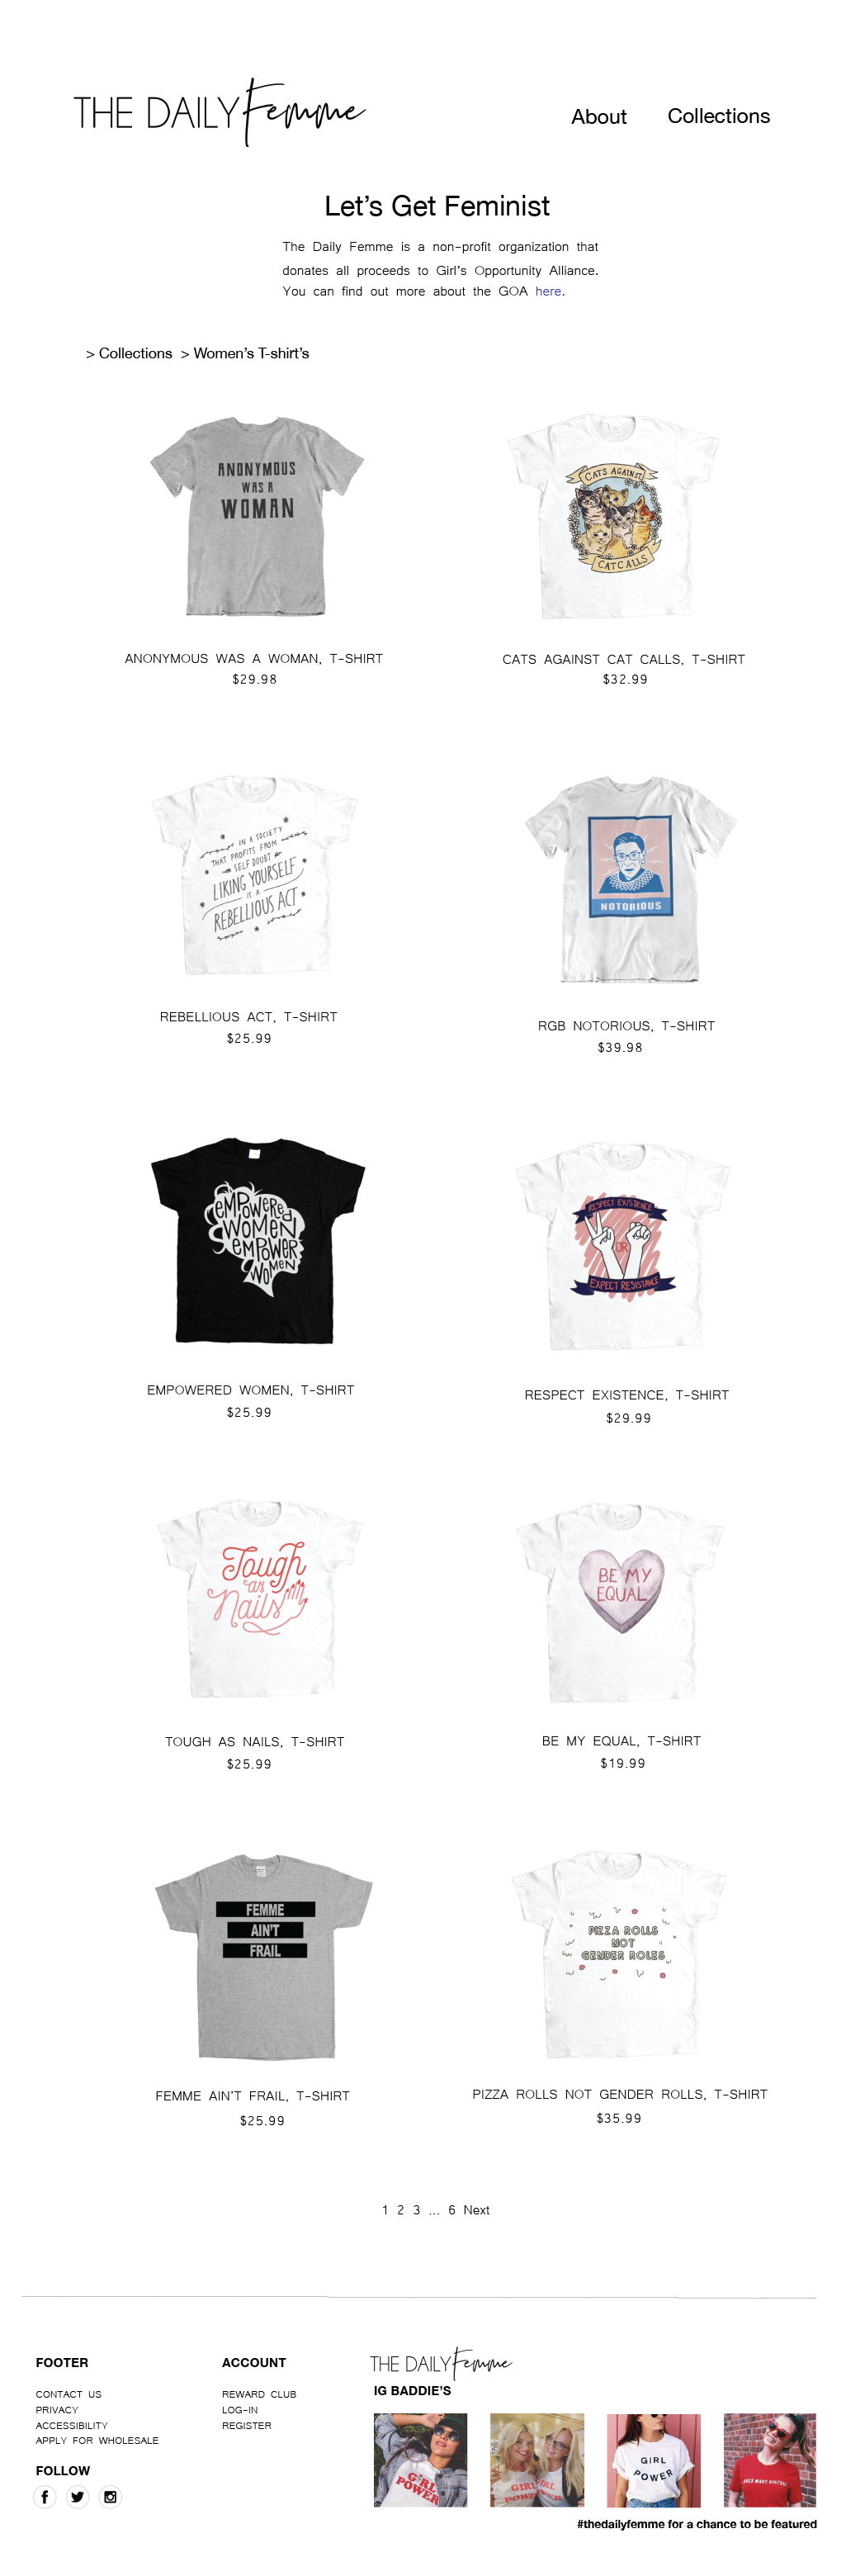 THE DAILY Femme
About Collections
Let's Get Feminist
The Daily Femme is a non-profit organization that
donates all proceeds to Girl's Opportunity Alliance.
You can find out more about the GOA here.
> Collections > Women's T-shirt's
ANONYMOUS
WAS A
WOMAN
CATS AGAINST
CATCALLS
ANONYMOUS WAS A WOMAN, T-SHIRT
$29.98
CATS AGAINST CAT CALLS, T-SHIRT
$32.99
IN A SOCIETY
THAT PROFITS FROM
SELF DOUBT
LIKING YOURSELF
IS A
REBELLIOUS ACT
NOTORIOUS
REBELLIOUS ACT, T-SHIRT
$25.99
RGB NOTORIOUS, T-SHIRT
$39.98
EMPOWERED
WOMEN
EMPOWER
WOMEN
RESPECT EXISTENCE
OR
EXPECT RESISTANCE
EMPOWERED WOMEN, T-SHIRT
$25.99
RESPECT EXISTENCE, T-SHIRT
$29.99
Tough
as
Nails
BE MY
EQUAL
TOUGH AS NAILS, T-SHIRT
$25.99
BE MY EQUAL, T-SHIRT
$19.99
FEMME
AIN'T
FRAIL
PIZZA ROLLS
NOT
GENDER ROLES
FEMME AIN'T FRAIL, T-SHIRT
$25.99
PIZZA ROLLS NOT GENDER ROLLS, T-SHIRT
$35.99
1 2 3 ... 6 Next
FOOTER
CONTACT US
PRIVACY
ACCESSIBILITY
APPLY FOR WHOLESALE
FOLLOW
ACCOUNT
REWARD CLUB
LOG-IN
REGISTER
THE DAILY Femme
IG BADDIE'S
GIRL
POWER
GIRL
POWER
GIRL
GIRL
POWER
MAKE
#thedailyfemme for a chance to be featured